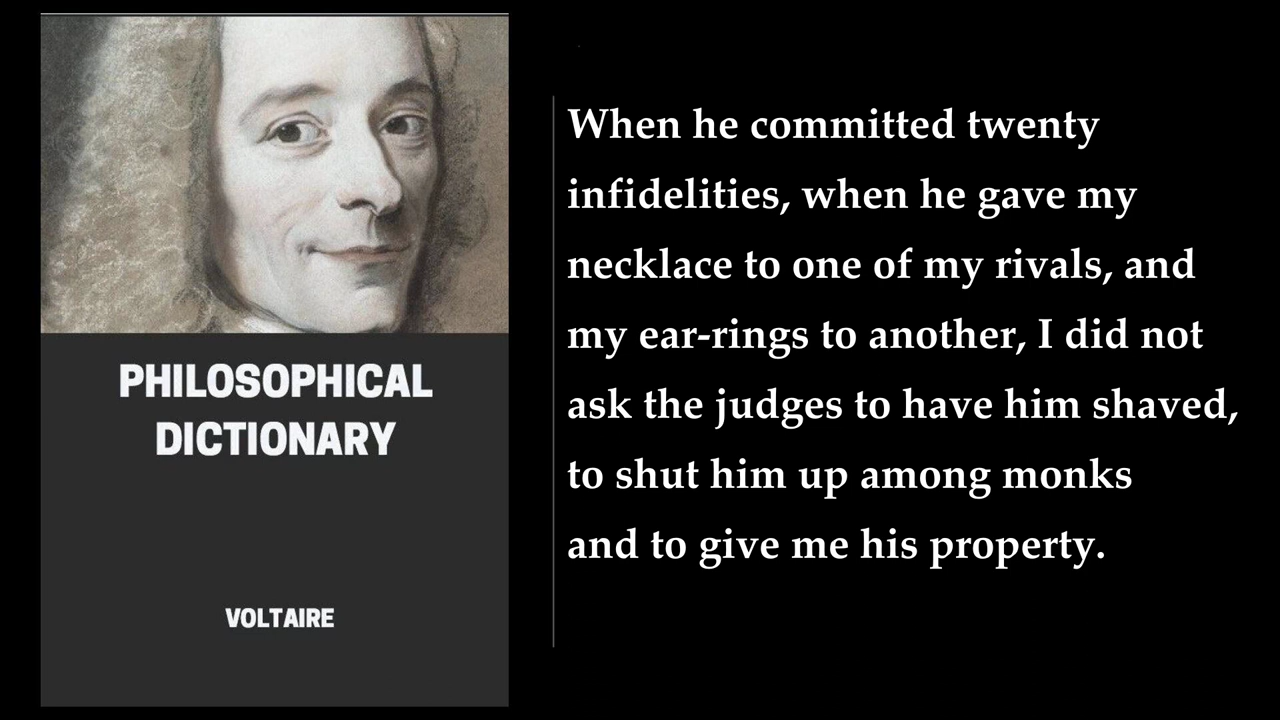 PHILOSOPHICAL
DICTIONARY
VOLTAIRE
When he committed twenty
infidelities, when he gave my
necklace to one of my rivals, and
my ear-rings to another, I did not
ask the judges to have him shaved,
to shut him up among monks
and to give me his property.